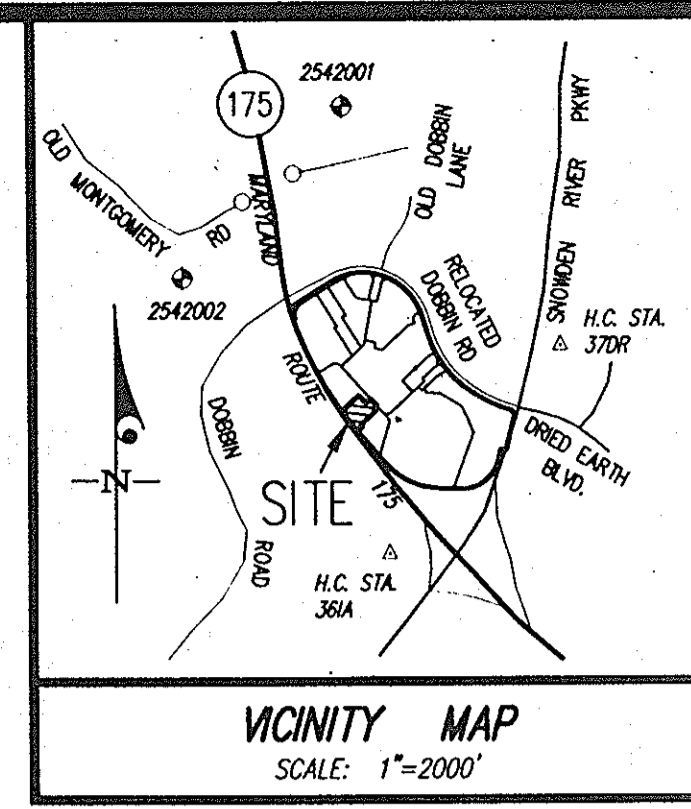 2542001
175
SNOWDEN RIVER PKWY
OLD DOBBIN
LANE
OLD MONTGOMERY RD
MARYLAND
2542002
RELOCATED
DOBBIN RD
H.C. STA.
37DR
ROUTE
DOBBIN
DRIED EARTH
BLVD.
N
SITE
175
ROAD
H.C. STA.
361A
VICINITY MAP
SCALE: 1"=2000'